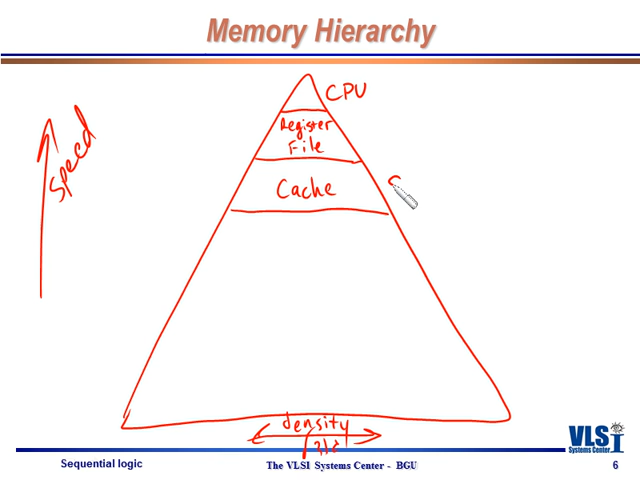 Memory Hierarchy
CPU
Speed
Register
File
Cache
density
VLSI
Systems Center
Sequential logic
The VLSI Systems Center - BGU
6